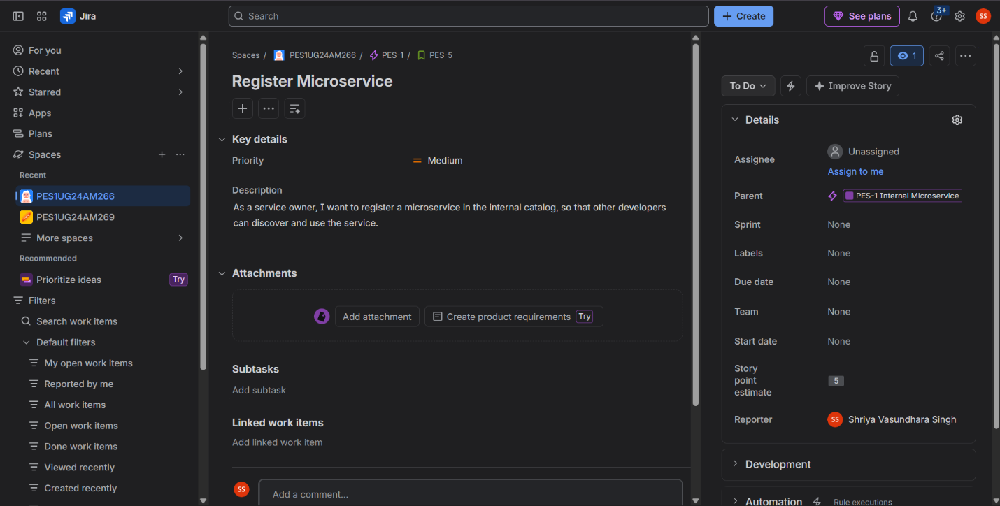 Jira
Search
Create
See plans
3+
SS
For you
Recent
Starred
Apps
Plans
Spaces
Recent
PES1UG24AM266
PES1UG24AM269
More spaces
Recommended
Prioritize ideas Try
Filters
Search work items
Default filters
My open work items
Reported by me
All work items
Open work items
Done work items
Viewed recently
Created recently
Spaces / PES1UG24AM266 / PES-1 / PES-5
Register Microservice
Key details
Priority Medium
Description
As a service owner, I want to register a microservice in the internal catalog, so that other developers
can discover and use the service.
Attachments
Add attachment
Create product requirements Try
Subtasks
Add subtask
Linked work items
Add linked work item
SS Add a comment...
1
To Do
Improve Story
Details
Assignee Unassigned
Assign to me
Parent PES-1 Internal Microservice
Sprint None
Labels None
Due date None
Team None
Start date None
Story
point
estimate
5
Reporter SS Shriya Vasundhara Singh
Development
Automation Rule executions